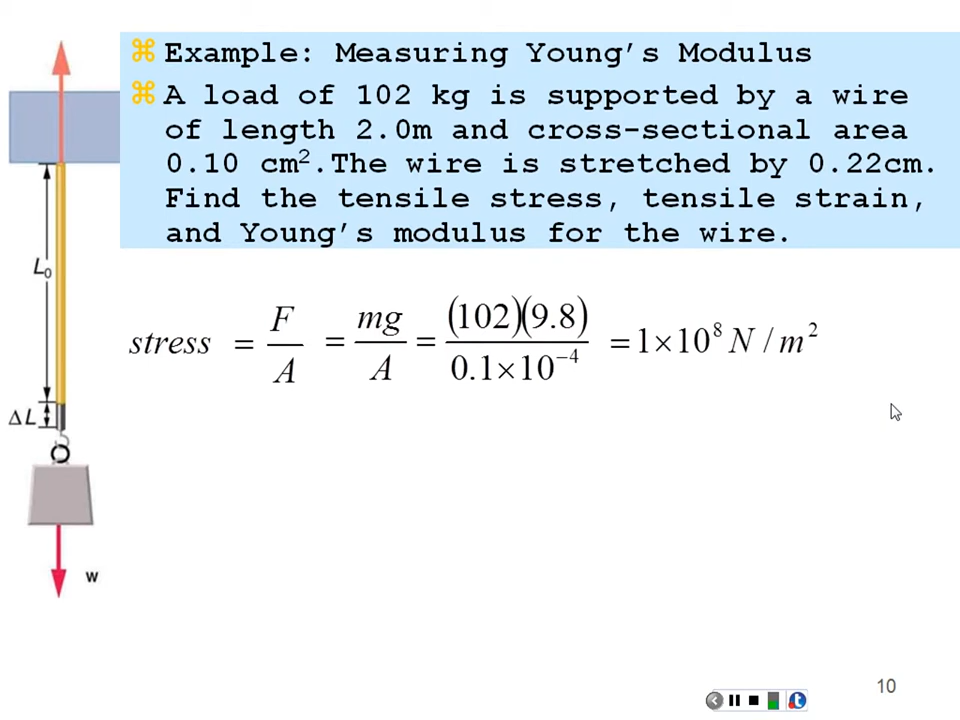 Example: Measuring Young's Modulus
A load of 102 kg is supported by a wire
of length 2.0m and cross-sectional area
0.10 cm².The wire is stretched by 0.22cm.
Find the tensile stress, tensile strain,
and Young's modulus for the wire.
L₀
stress = F/A = mg/A = (102)(9.8)/0.1×10⁻⁴ = 1×10⁸ N/m²
ΔL
w
10